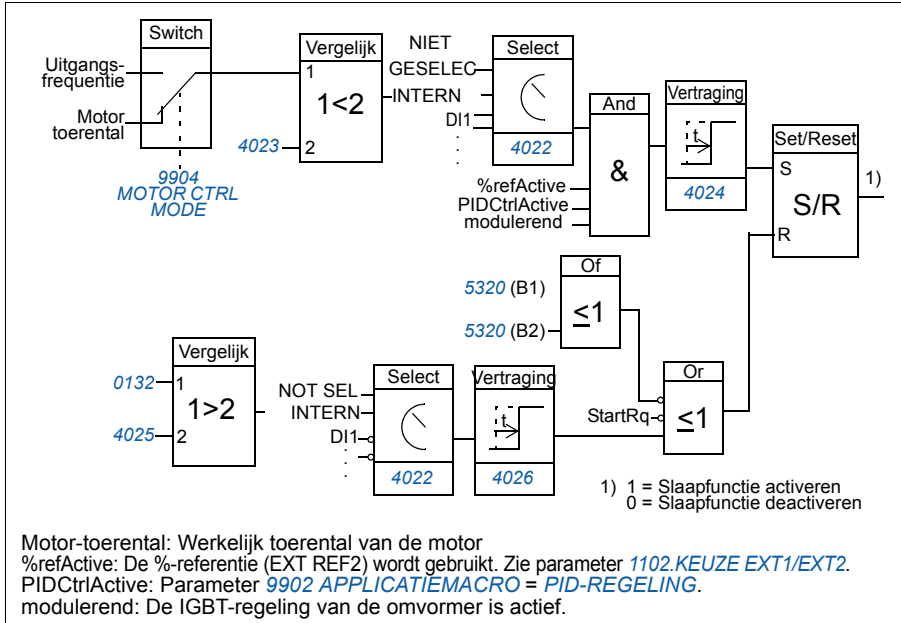 Switch
Uitgangs-
frequentie
Motor
toerental
9904
MOTOR CTRL
MODE
Vergelijk
1
1<2
2
4023
NIET
GESELEC
INTERN
DI1
.
.
.
Select
4022
%refActive
PIDCtrlActive
modulerend
And
&
Vertraging
t
4024
Set/Reset
S
S/R
R
1)
5320 (B1)
5320 (B2)
Of
≤1
0132
4025
Vergelijk
1
1>2
2
NOT SEL
INTERN
DI1
.
.
.
Select
4022
Vertraging
t
4026
StartRq
Or
≤1
1) 1 = Slaapfunctie activeren
0 = Slaapfunctie deactiveren
Motor-toerental: Werkelijk toerental van de motor
%refActive: De %-referentie (EXT REF2) wordt gebruikt. Zie parameter 1102.KEUZE EXT1/EXT2.
PIDCtrlActive: Parameter 9902 APPLICATIEMACRO = PID-REGELING.
modulerend: De IGBT-regeling van de omvormer is actief.